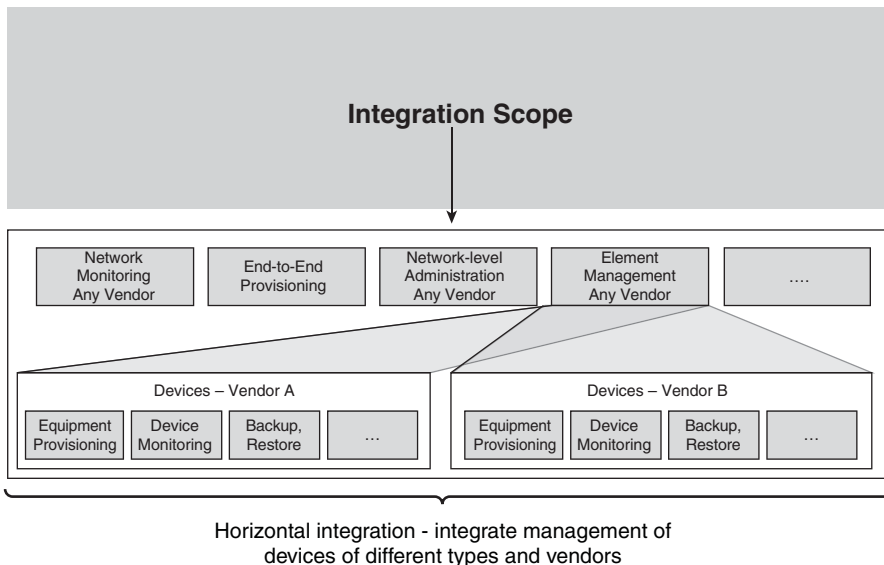 Integration Scope
Network
Monitoring
Any Vendor
End-to-End
Provisioning
Network-level
Administration
Any Vendor
Element
Management
Any Vendor
....
Devices – Vendor A
Equipment
Provisioning
Device
Monitoring
Backup,
Restore
...
Devices – Vendor B
Equipment
Provisioning
Device
Monitoring
Backup,
Restore
...
Horizontal integration - integrate management of
devices of different types and vendors